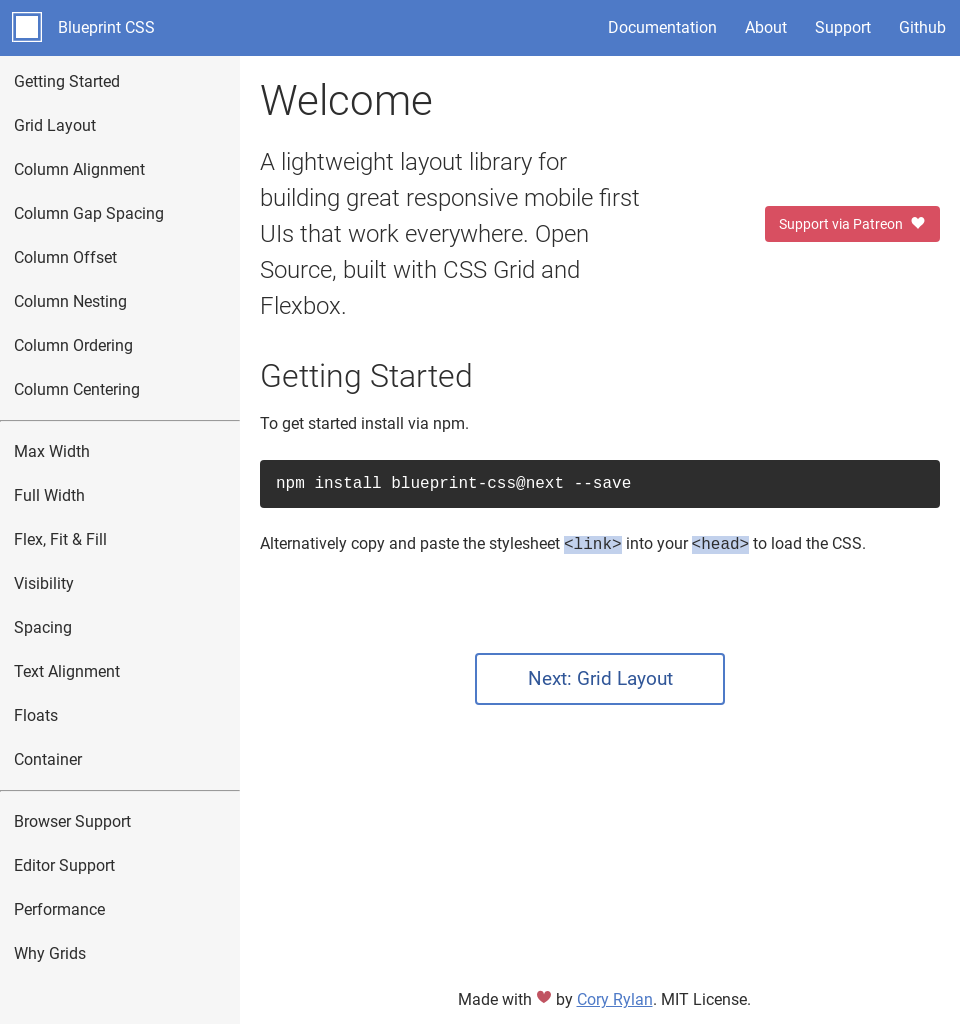 Blueprint CSS
Documentation
About
Support
Github
Getting Started
Grid Layout
Column Alignment
Column Gap Spacing
Column Offset
Column Nesting
Column Ordering
Column Centering
Max Width
Full Width
Flex, Fit & Fill
Visibility
Spacing
Text Alignment
Floats
Container
Browser Support
Editor Support
Performance
Why Grids
Welcome
A lightweight layout library for
building great responsive mobile first
UIs that work everywhere. Open
Source, built with CSS Grid and
Flexbox.
Support via Patreon
Getting Started
To get started install via npm.
npm install blueprint-css@next --save
Alternatively copy and paste the stylesheet <link> into your <head> to load the CSS.
Next: Grid Layout
Made with by Cory Rylan. MIT License.